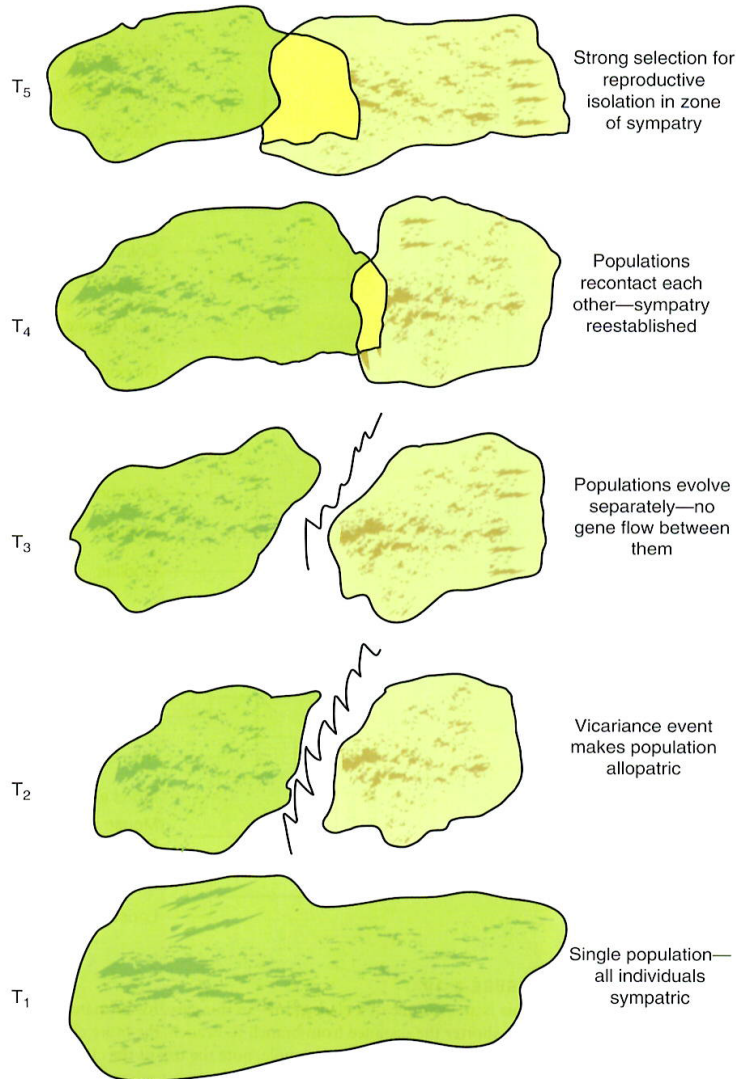 T5
Strong selection for
reproductive
isolation in zone
of sympatry
T4
Populations
recontact each
other—sympatry
reestablished
T3
Populations evolve
separately—no
gene flow between
them
T2
Vicariance event
makes population
allopatric
T1
Single population—
all individuals
sympatric